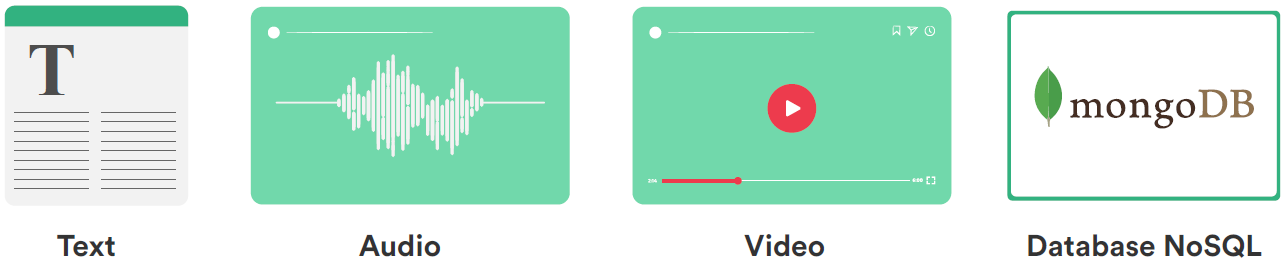 T
mongoDB
Text
Audio
Video
Database NoSQL